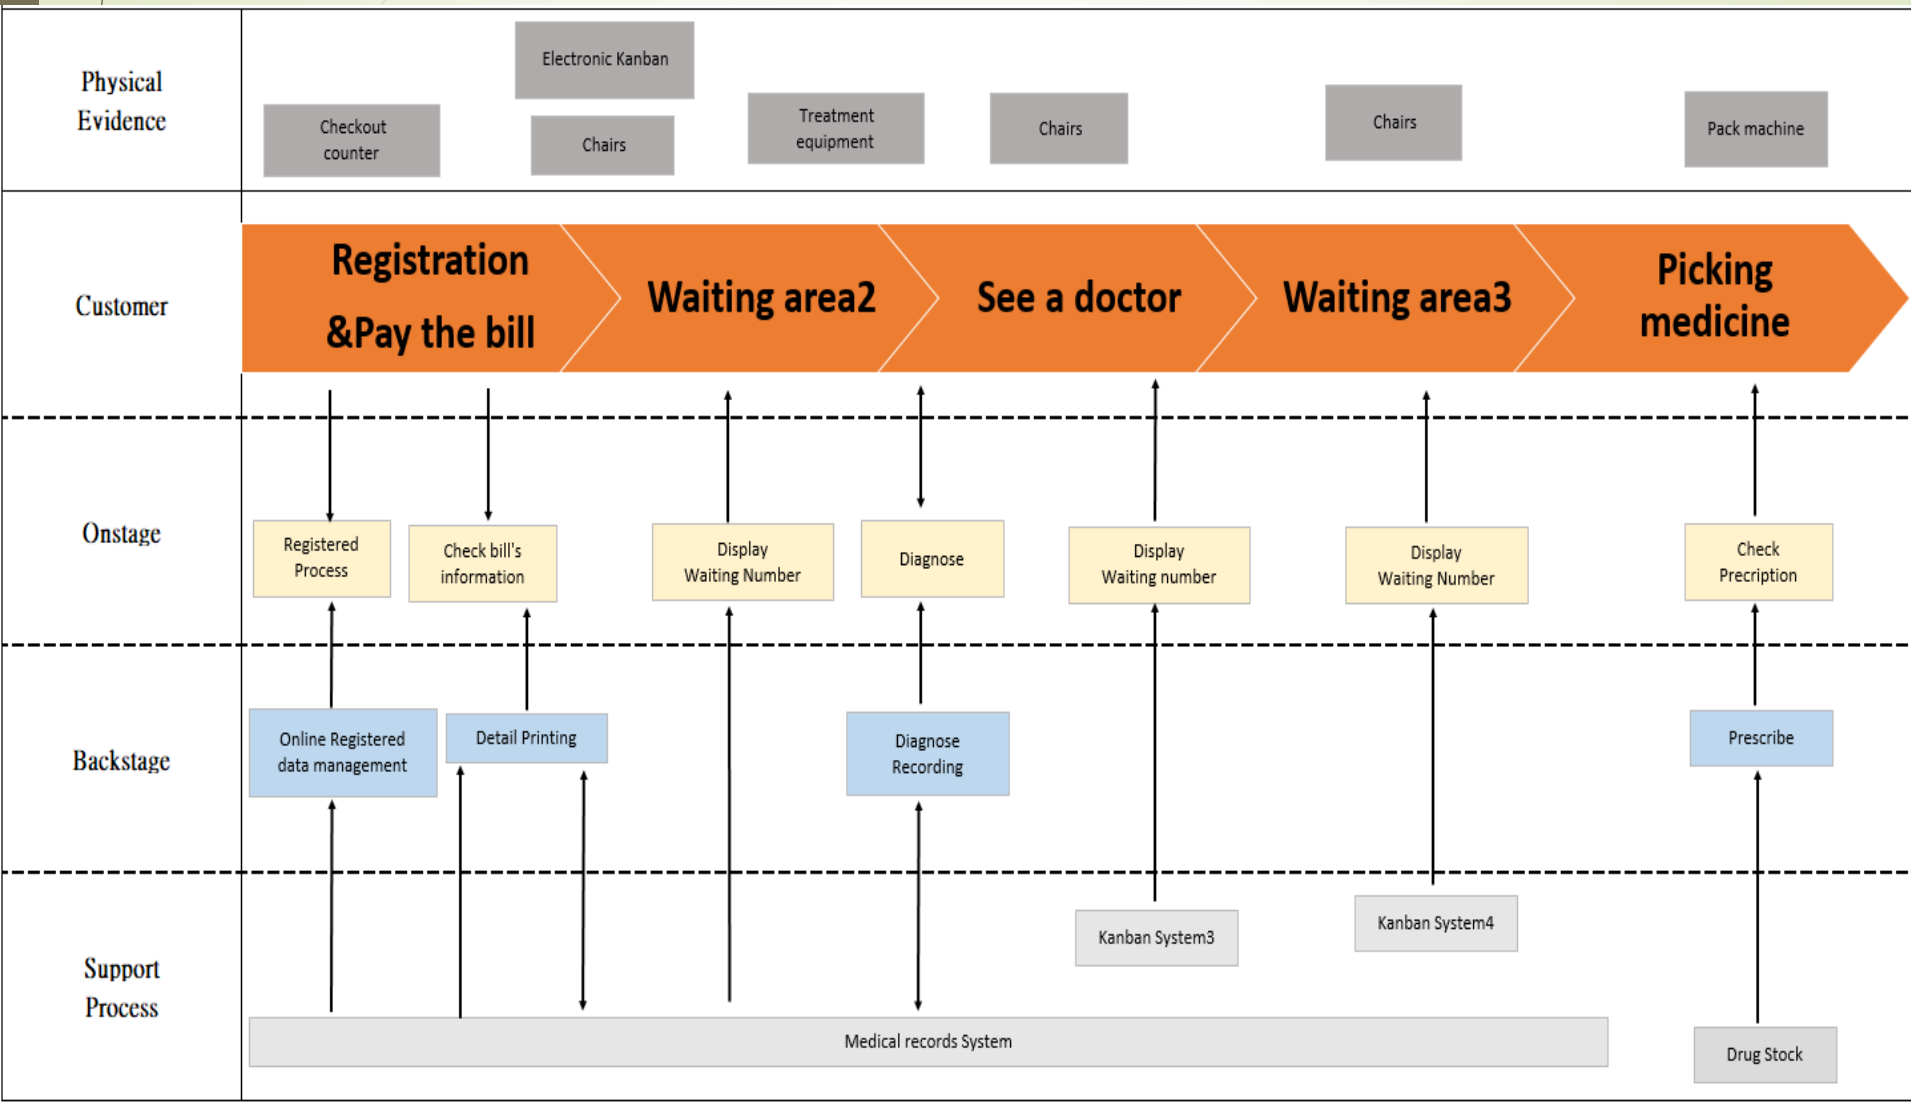 Physical
Evidence
Electronic Kanban
Checkout
counter
Chairs
Treatment
equipment
Chairs
Chairs
Pack machine
Customer
Registration
&Pay the bill
Waiting area2
See a doctor
Waiting area3
Picking
medicine
Onstage
Registered
Process
Check bill's
information
Display
Waiting Number
Diagnose
Display
Waiting number
Display
Waiting Number
Check
Precription
Backstage
Online Registered
data management
Detail Printing
Diagnose
Recording
Prescribe
Support
Process
Kanban System3
Kanban System4
Medical records System
Drug Stock